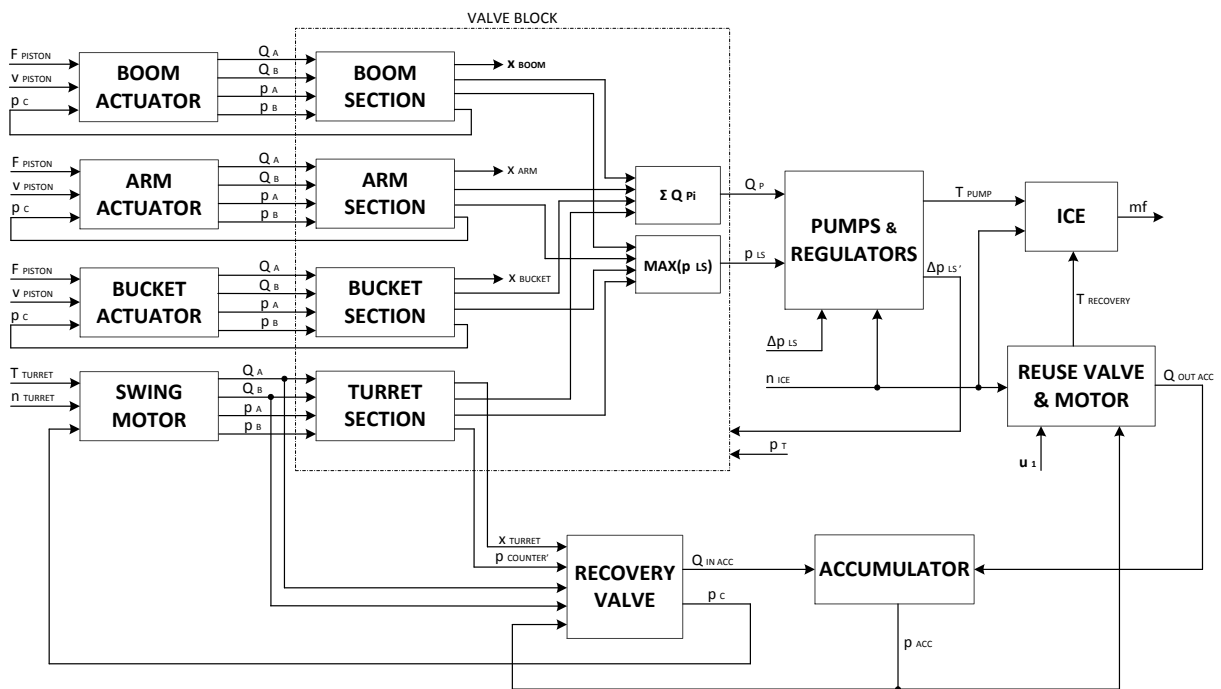 VALVE BLOCK
F PISTON
v PISTON
p C
BOOM
ACTUATOR
Q A
Q B
p A
p B
BOOM
SECTION
x BOOM
F PISTON
v PISTON
p C
ARM
ACTUATOR
Q A
Q B
p A
p B
ARM
SECTION
x ARM
Σ Q Pi
Q P
MAX(p LS)
p LS
PUMPS &
REGULATORS
T PUMP
Δp LS'
ICE
mf
F PISTON
v PISTON
p C
BUCKET
ACTUATOR
Q A
Q B
p A
p B
BUCKET
SECTION
x BUCKET
Δp LS
n ICE
T RECOVERY
REUSE VALVE
& MOTOR
Q OUT ACC
u 1
T TURRET
n TURRET
SWING
MOTOR
Q A
Q B
p A
p B
TURRET
SECTION
p T
x TURRET
p COUNTER'
RECOVERY
VALVE
Q IN ACC
p C
ACCUMULATOR
p ACC